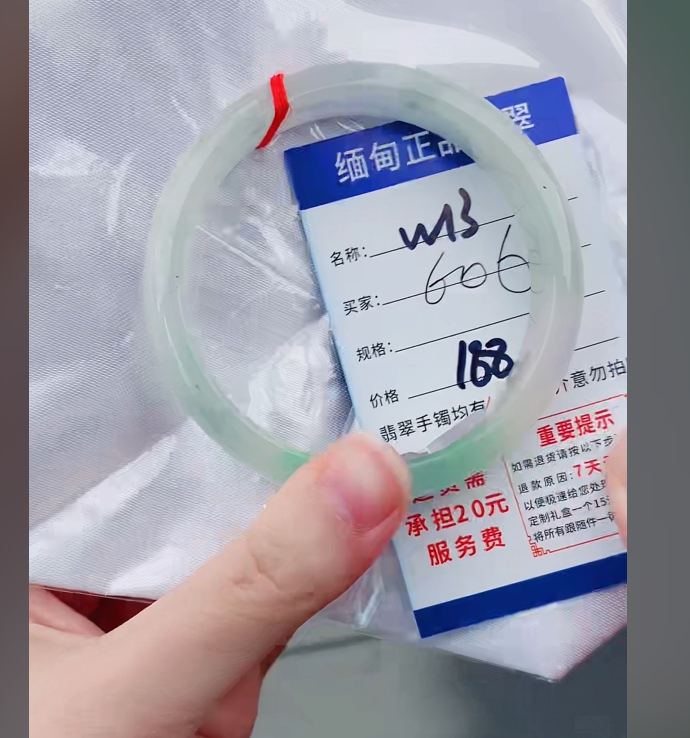 缅甸正品翠
名称: W13
买家: 606
规格:
价格 188
翡翠手镯均有 介意勿拍
重要提示
如需退货请按以下步
退款原因:7天
以便极速给您处
定制礼盒一个15
将所有跟随件一
承担20元
服务费